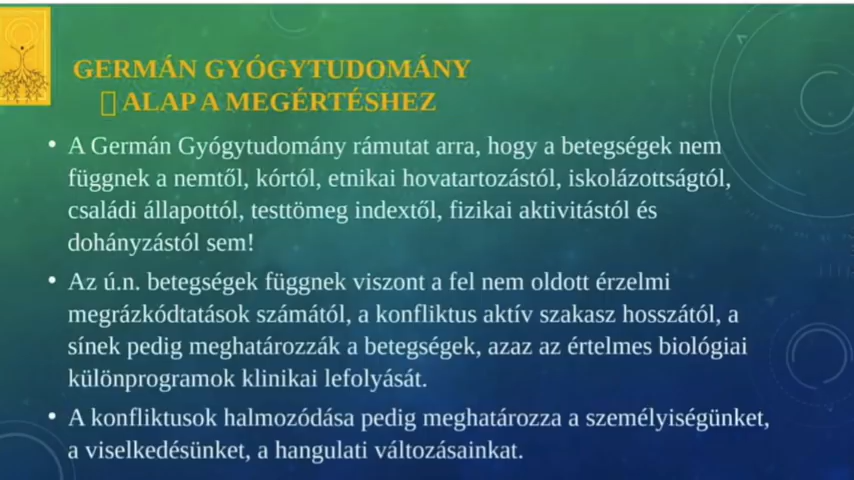 GERMÁN GYÓGYTUDOMÁNY
▯ ALAP A MEGÉRTÉSHEZ
• A Germán Gyógytudomány rámutat arra, hogy a betegségek nem
függnek a nemtől, kórtól, etnikai hovatartozástól, iskolázottságtól,
családi állapottól, testtömeg indextől, fizikai aktivitástól és
dohányzástól sem!
• Az ú.n. betegségek függnek viszont a fel nem oldott érzelmi
megrázkódtatások számától, a konfliktus aktív szakasz hosszától, a
sínek pedig meghatározzák a betegségek, azaz az értelmes biológiai
különprogramok klinikai lefolyását.
• A konfliktusok halmozódása pedig meghatározza a személyiségünket,
a viselkedésünket, a hangulati változásainkat.